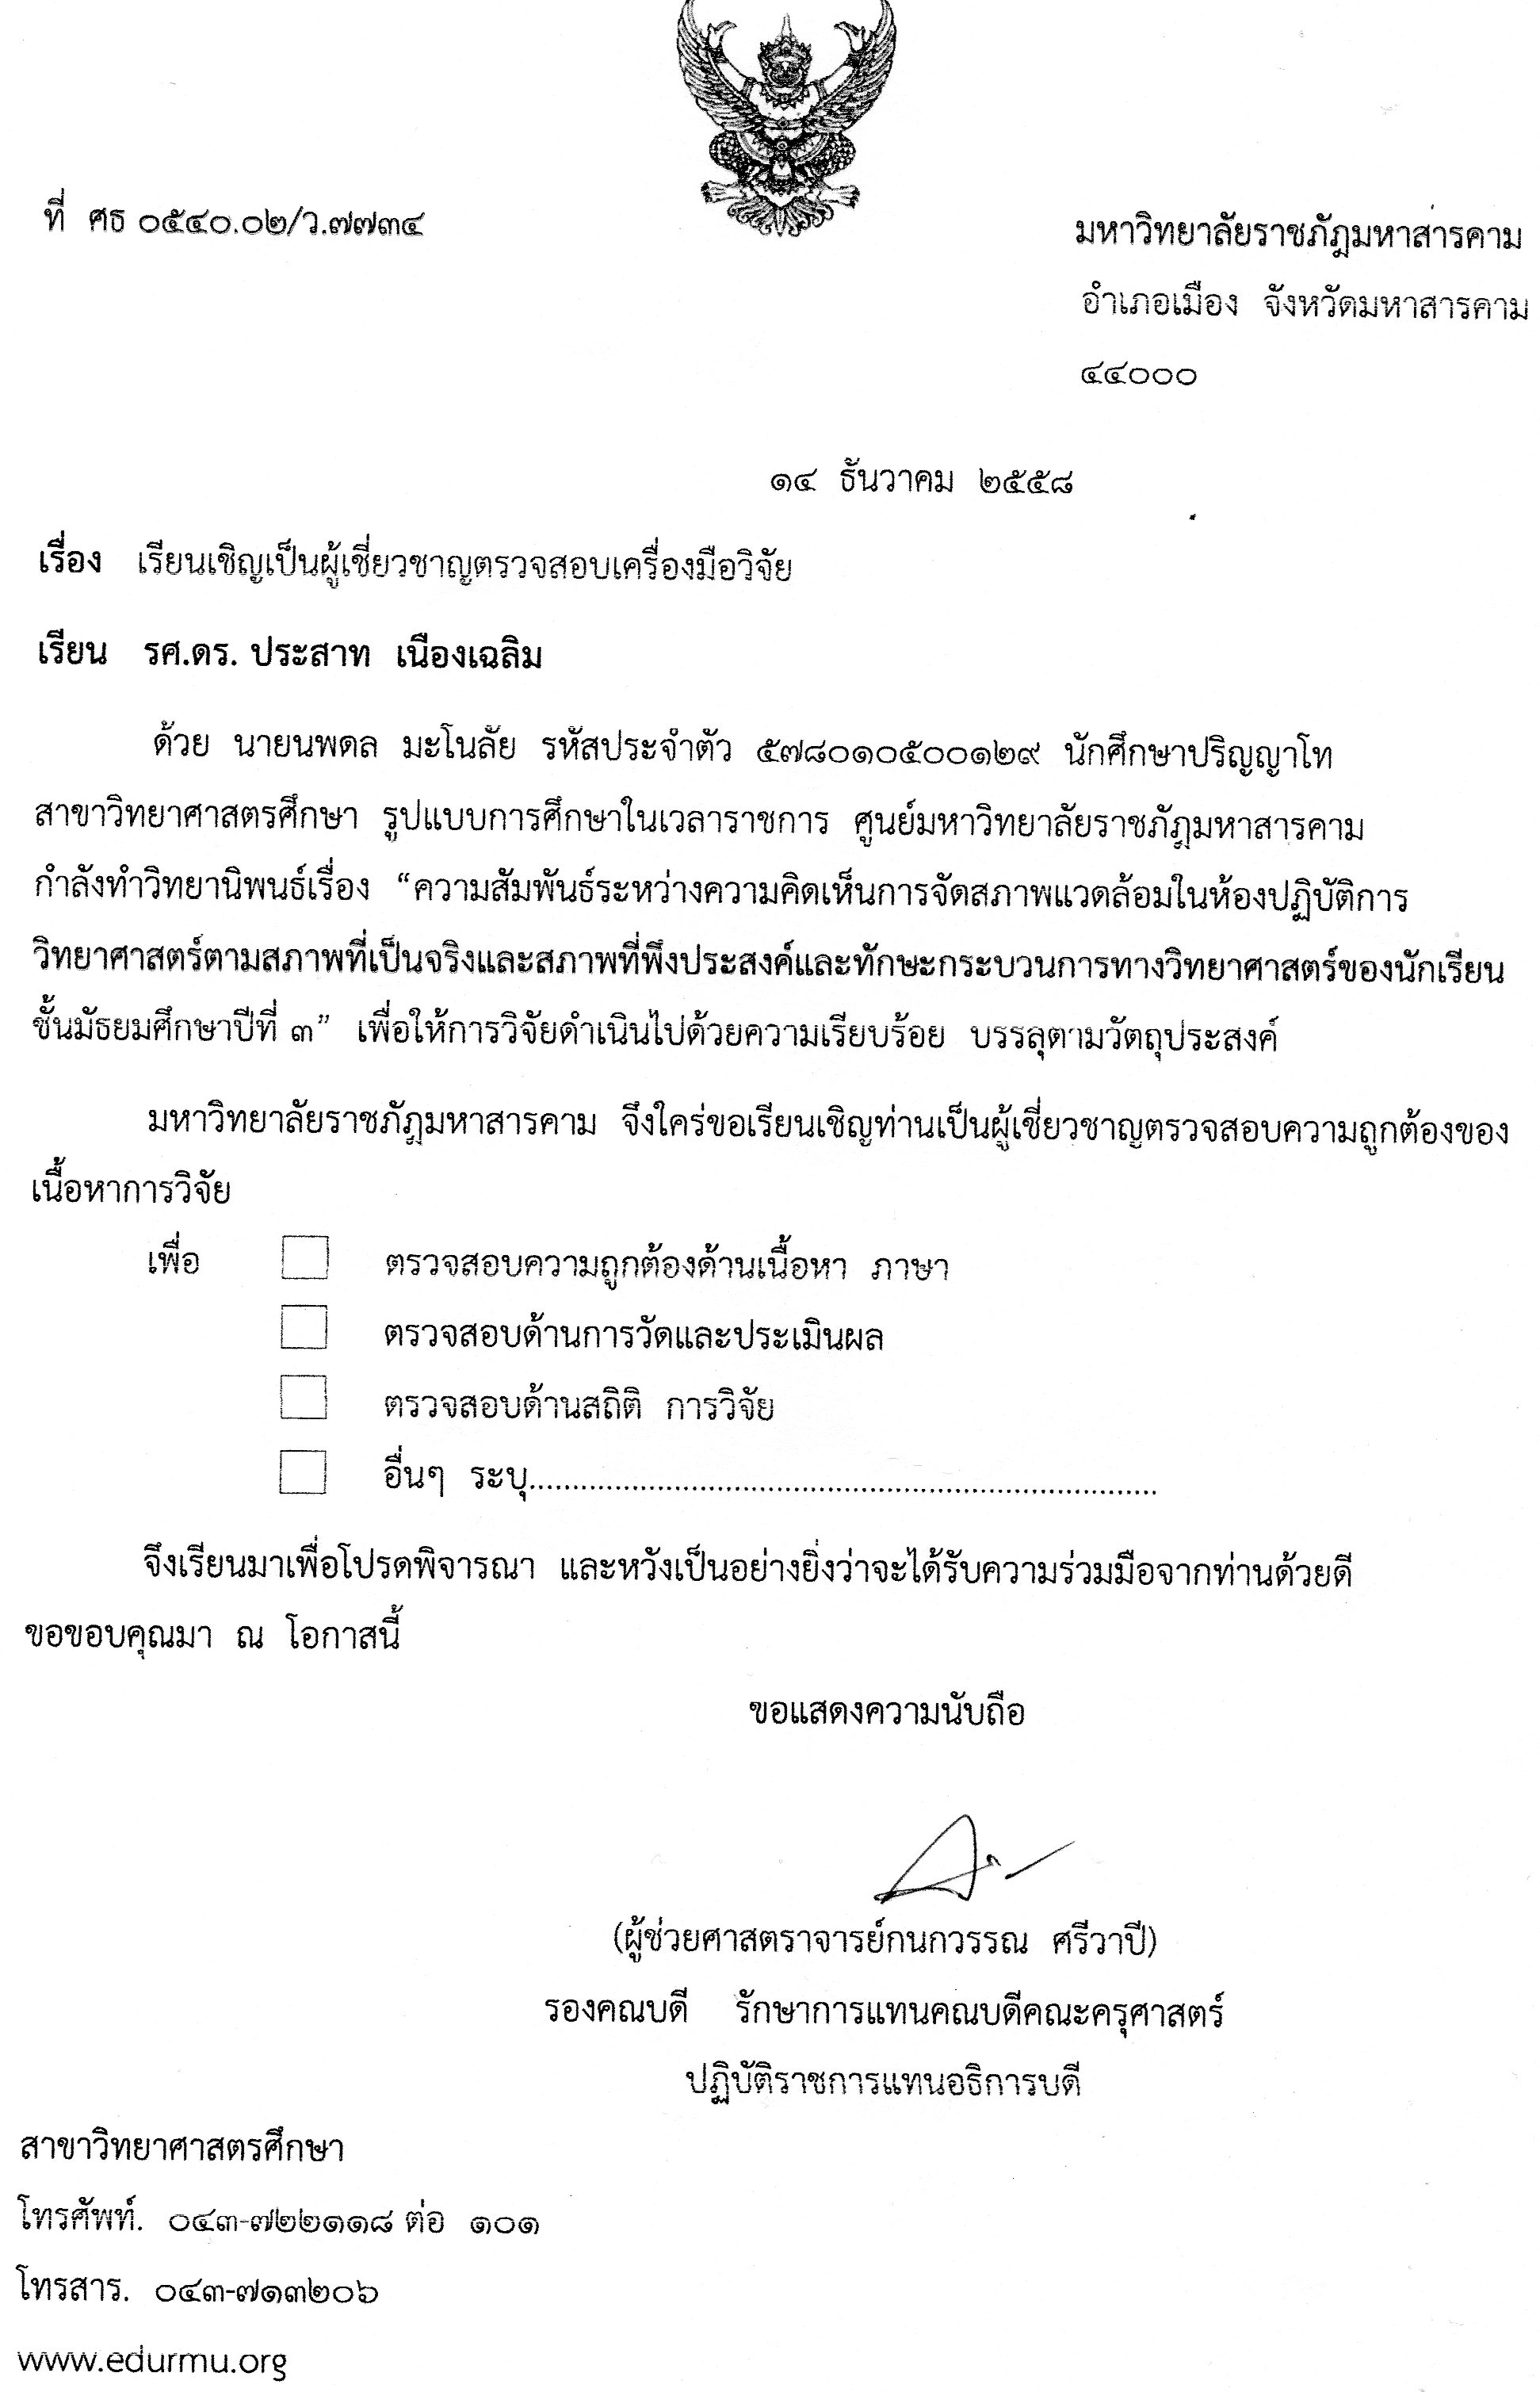 ที่ ศธ ๐๕๔๐.๐๒/ว.๗๗๓๔
มหาวิทยาลัยราชภัฏมหาสารคาม
อำเภอเมือง จังหวัดมหาสารคาม
๔๔๐๐๐
๑๔ ธันวาคม ๒๕๕๘
เรื่อง เรียนเชิญเป็นผู้เชี่ยวชาญตรวจสอบเครื่องมือวิจัย
เรียน รศ.ดร. ประสาท เนืองเฉลิม
ด้วย นายนพดล มะโนลัย รหัสประจำตัว ๕๗๘๐๑๐๕๐๐๑๒๙ นักศึกษาปริญญาโท
สาขาวิทยาศาสตรศึกษา รูปแบบการศึกษาในเวลาราชการ ศูนย์มหาวิทยาลัยราชภัฏมหาสารคาม
กำลังทำวิทยานิพนธ์เรื่อง “ความสัมพันธ์ระหว่างความคิดเห็นการจัดสภาพแวดล้อมในห้องปฏิบัติการ
วิทยาศาสตร์ตามสภาพที่เป็นจริงและสภาพที่พึงประสงค์และทักษะกระบวนการทางวิทยาศาสตร์ของนักเรียน
ชั้นมัธยมศึกษาปีที่ ๓” เพื่อให้การวิจัยดำเนินไปด้วยความเรียบร้อย บรรลุตามวัตถุประสงค์
มหาวิทยาลัยราชภัฏมหาสารคาม จึงใคร่ขอเรียนเชิญท่านเป็นผู้เชี่ยวชาญตรวจสอบความถูกต้องของ
เนื้อหาการวิจัย
เพื่อ ตรวจสอบความถูกต้องด้านเนื้อหา ภาษา
ตรวจสอบด้านการวัดและประเมินผล
ตรวจสอบด้านสถิติ การวิจัย
อื่นๆ ระบุ........................................................................
จึงเรียนมาเพื่อโปรดพิจารณา และหวังเป็นอย่างยิ่งว่าจะได้รับความร่วมมือจากท่านด้วยดี
ขอขอบคุณมา ณ โอกาสนี้
ขอแสดงความนับถือ
(ผู้ช่วยศาสตราจารย์กนกวรรณ ศรีวาปี)
รองคณบดี รักษาการแทนคณบดีคณะครุศาสตร์
ปฏิบัติราชการแทนอธิการบดี
สาขาวิทยาศาสตรศึกษา
โทรศัพท์. ๐๔๓-๗๒๒๑๑๘ ต่อ ๑๐๑
โทรสาร. ๐๔๓-๗๑๓๒๐๖
www.edurmu.org